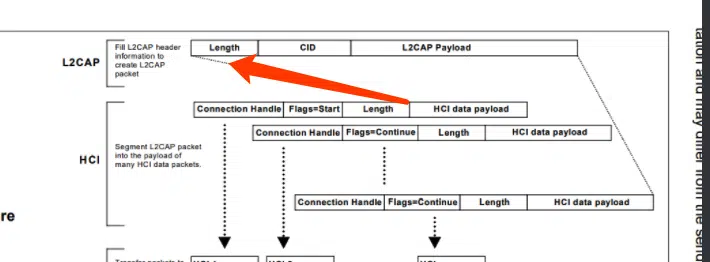 Fill L2CAP header
information to
create L2CAP
packet
L2CAP
Length CID L2CAP Payload
Connection Handle Flags=Start Length HCI data payload
Connection Handle Flags=Continue Length HCI data payload
HCI
Segment L2CAP packet
into the payload of
many HCI data packets.
Connection Handle Flags=Continue Length HCI data payload
re
Transfer packets to
tation and may differ from the send